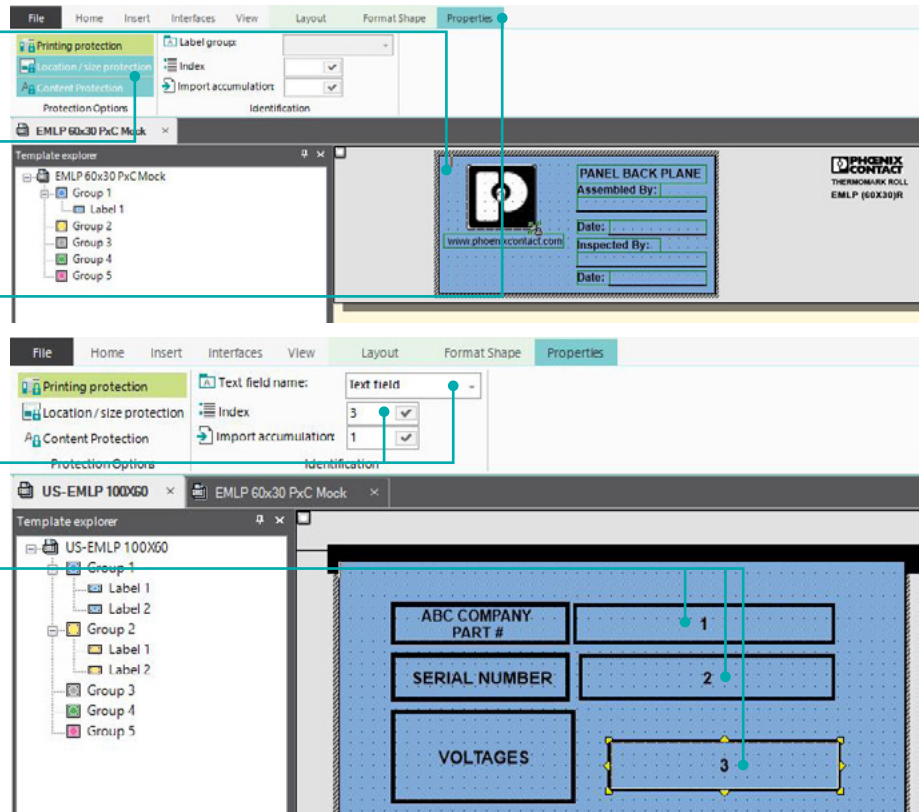 File Home Insert Interfaces View Layout Format Shape Properties
Printing protection Label group:
Location / size protection Index
Content Protection Import accumulation:
Protection Options Identification
EMLP 60x30 PxC Mock ×
Template explorer
EMLP 60x30 PxC Mock
Group 1
Label 1
Group 2
Group 3
Group 4
Group 5
www.phoenixcontact.com
PANEL BACK PLANE
Assembled By:
Date:
Inspected By:
Date:
PHOENIX
CONTACT
THERMOMARK ROLL
EMLP (60X30)R
File Home Insert Interfaces View Layout Format Shape Properties
Printing protection Text field name: Text field
Location / size protection Index 3
Content Protection Import accumulation: 1
Protection Options Identification
US-EMLP 100X60 × EMLP 60x30 PxC Mock ×
Template explorer
US-EMLP 100X60
Group 1
Label 1
Label 2
Group 2
Label 1
Label 2
Group 3
Group 4
Group 5
ABC COMPANY
PART #
1
SERIAL NUMBER 2
VOLTAGES 3